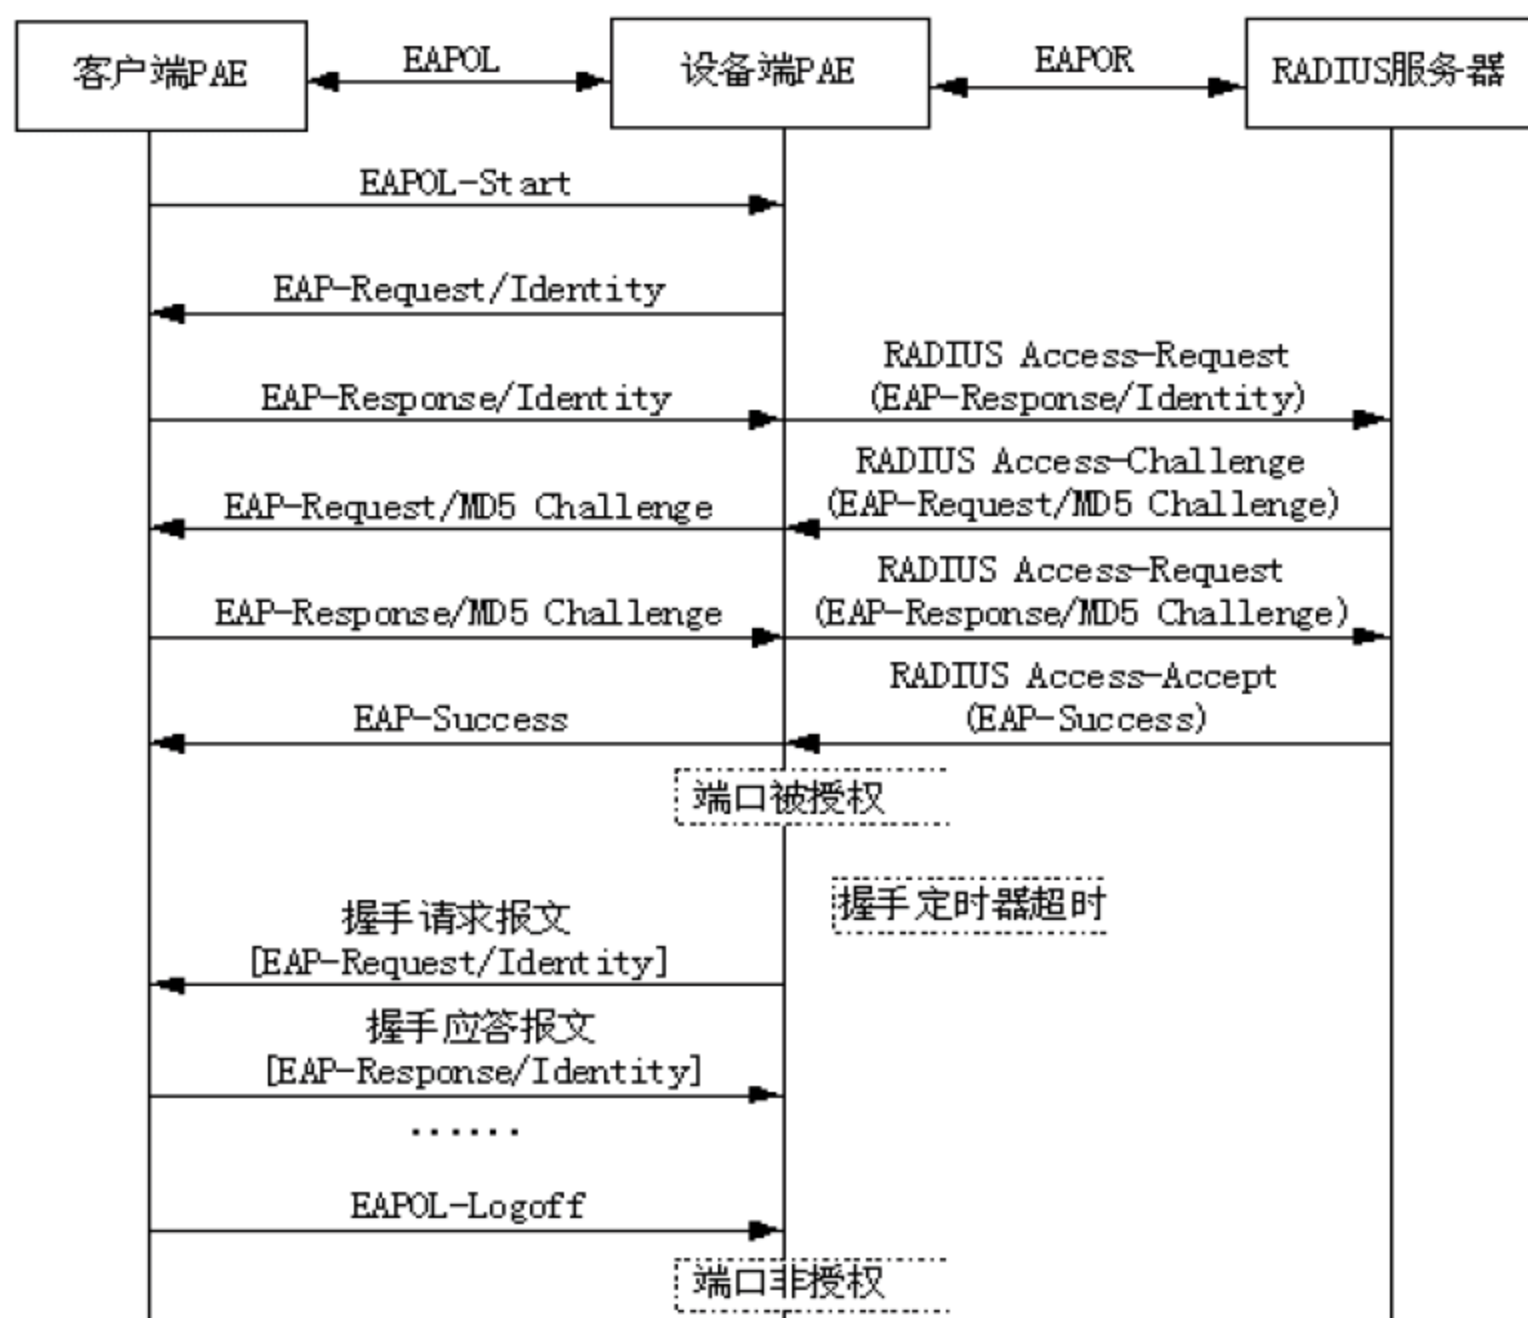 客户端PAE
EAPOL
设备端PAE
EAPOR
RADIUS服务器
EAPOL-Start
EAP-Request/Identity
EAP-Response/Identity
RADIUS Access-Request
(EAP-Response/Identity)
EAP-Request/MD5 Challenge
RADIUS Access-Challenge
(EAP-Request/MD5 Challenge)
EAP-Response/MD5 Challenge
RADIUS Access-Request
(EAP-Response/MD5 Challenge)
EAP-Success
RADIUS Access-Accept
(EAP-Success)
端口被授权
握手定时器超时
握手请求报文
[EAP-Request/Identity]
握手应答报文
[EAP-Response/Identity]
······
EAPOL-Logoff
端口非授权